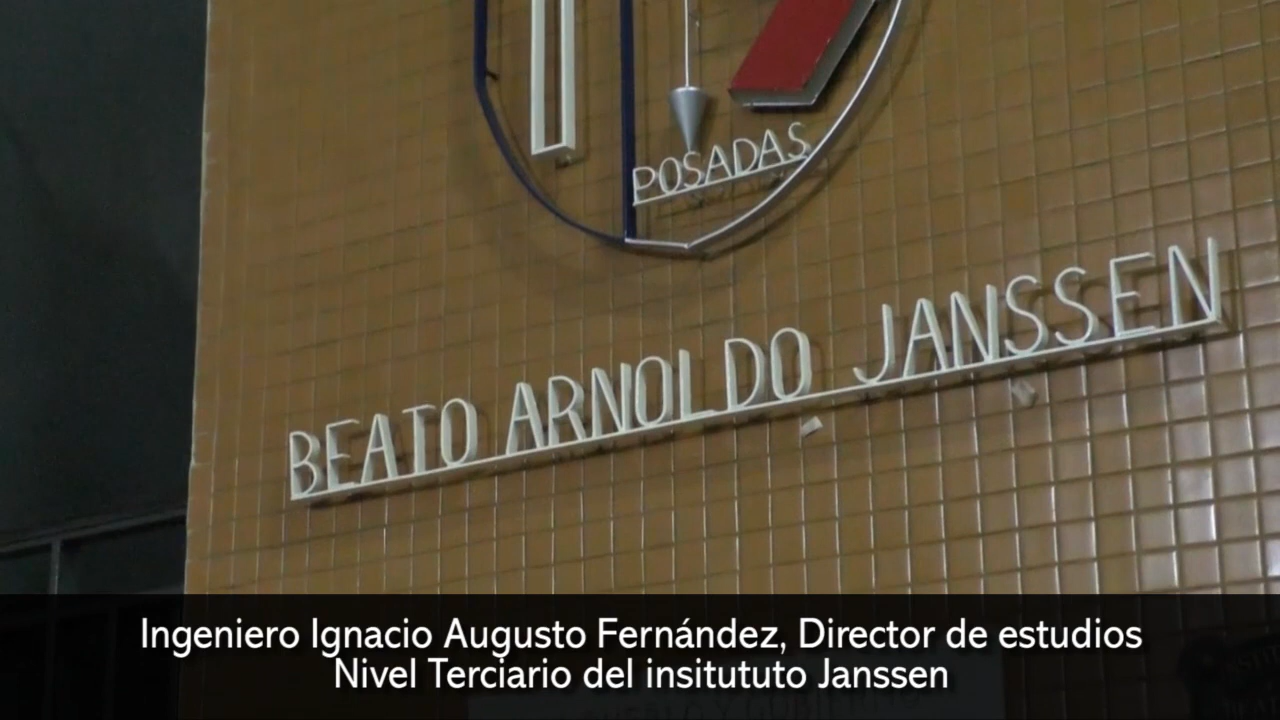 POSADAS
BEATO ARNOLDO JANSSEN
Ingeniero Ignacio Augusto Fernández, Director de estudios
Nivel Terciario del insitututo Janssen